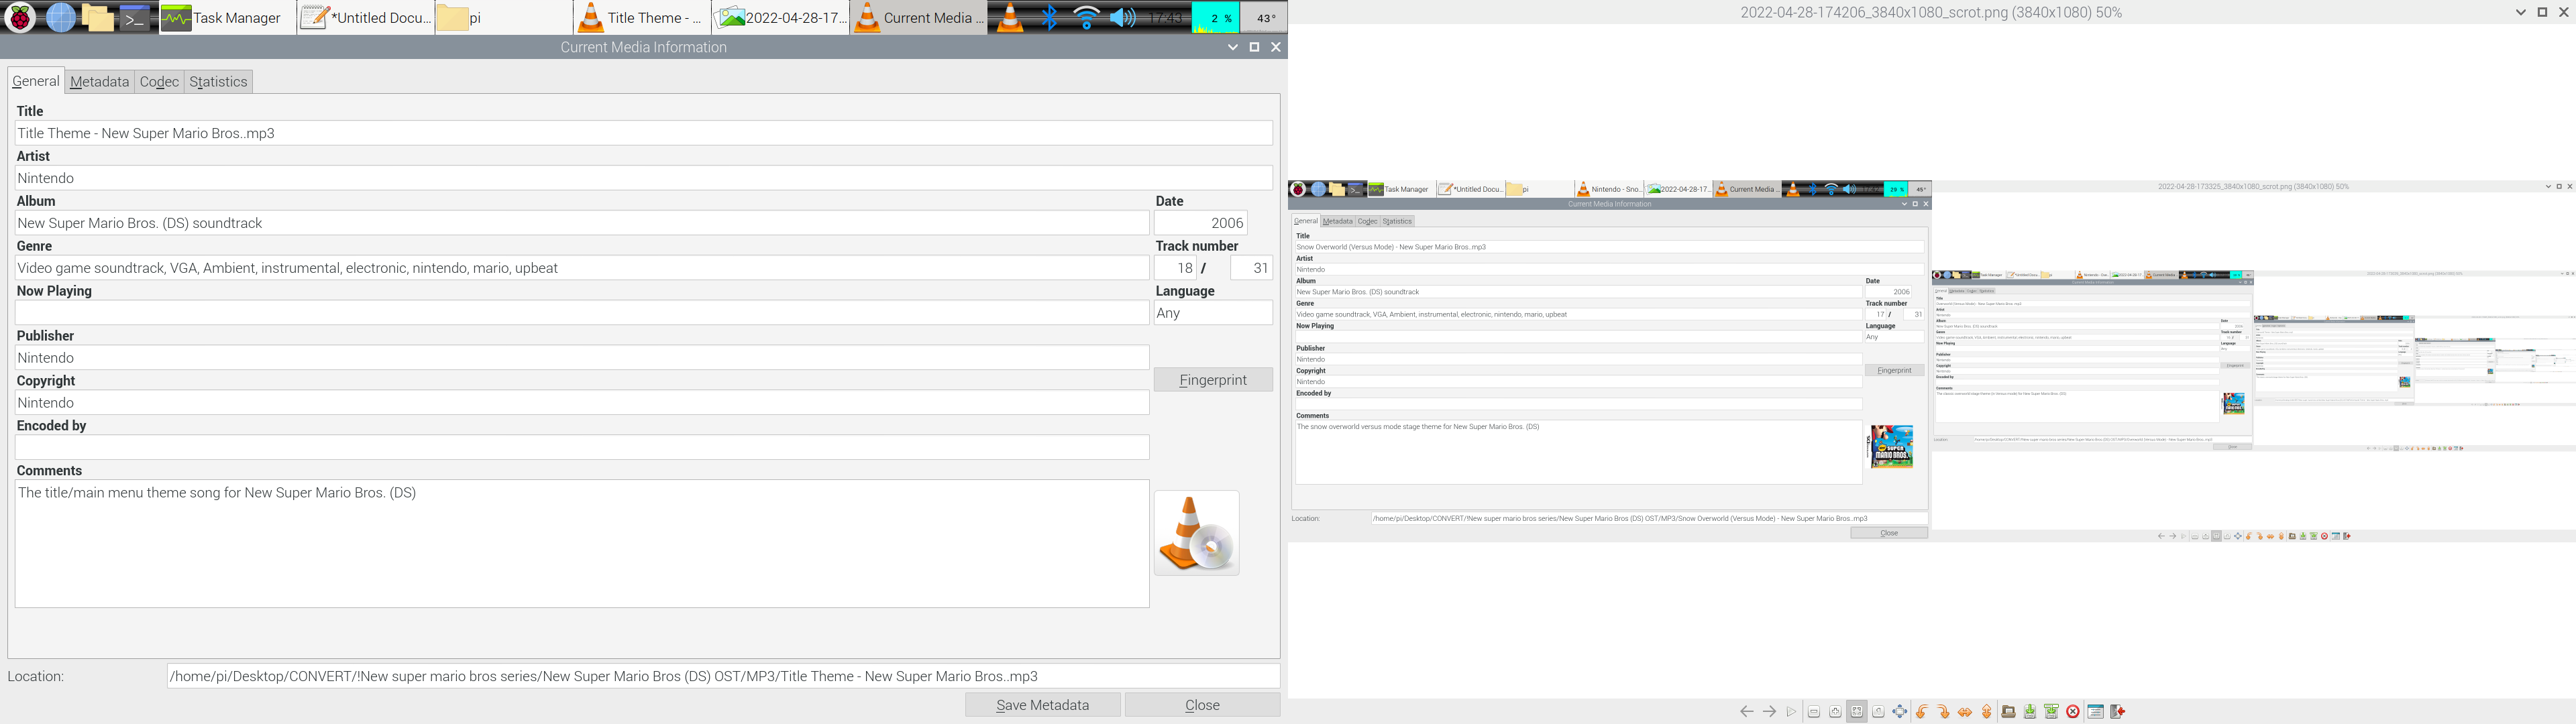 Task Manager
*Untitled Docu...
pi
Title Theme - ...
2022-04-28-17...
Current Media ...
17:43
2 %
43°
Current Media Information
General
Metadata
Codec
Statistics
Title
Title Theme - New Super Mario Bros..mp3
Artist
Nintendo
Album
Date
New Super Mario Bros. (DS) soundtrack
2006
Genre
Track number
Video game soundtrack, VGA, Ambient, instrumental, electronic, nintendo, mario, upbeat
18 / 31
Now Playing
Language
Any
Publisher
Nintendo
Copyright
Fingerprint
Nintendo
Encoded by
Comments
The title/main menu theme song for New Super Mario Bros. (DS)
Location:
/home/pi/Desktop/CONVERT/!New super mario bros series/New Super Mario Bros (DS) OST/MP3/Title Theme - New Super Mario Bros..mp3
Save Metadata
Close
2022-04-28-174206_3840x1080_scrot.png (3840x1080) 50%
Task Manager
*Untitled Docu...
pi
Nintendo - Sno...
2022-04-28-17...
Current Media ...
29 %
45°
Current Media Information
General
Metadata
Codec
Statistics
Title
Snow Overworld (Versus Mode) - New Super Mario Bros..mp3
Artist
Nintendo
Album
Date
New Super Mario Bros. (DS) soundtrack
2006
Genre
Track number
Video game soundtrack, VGA, Ambient, instrumental, electronic, nintendo, mario, upbeat
17 / 31
Now Playing
Language
Any
Publisher
Nintendo
Copyright
Fingerprint
Nintendo
Encoded by
Comments
The snow overworld versus mode stage theme for New Super Mario Bros. (DS)
SUPER
MARIO BROS.
Location:
/home/pi/Desktop/CONVERT/!New super mario bros series/New Super Mario Bros (DS) OST/MP3/Snow Overworld (Versus Mode) - New Super Mario Bros..mp3
Close
2022-04-28-173325_3840x1080_scrot.png (3840x1080) 50%